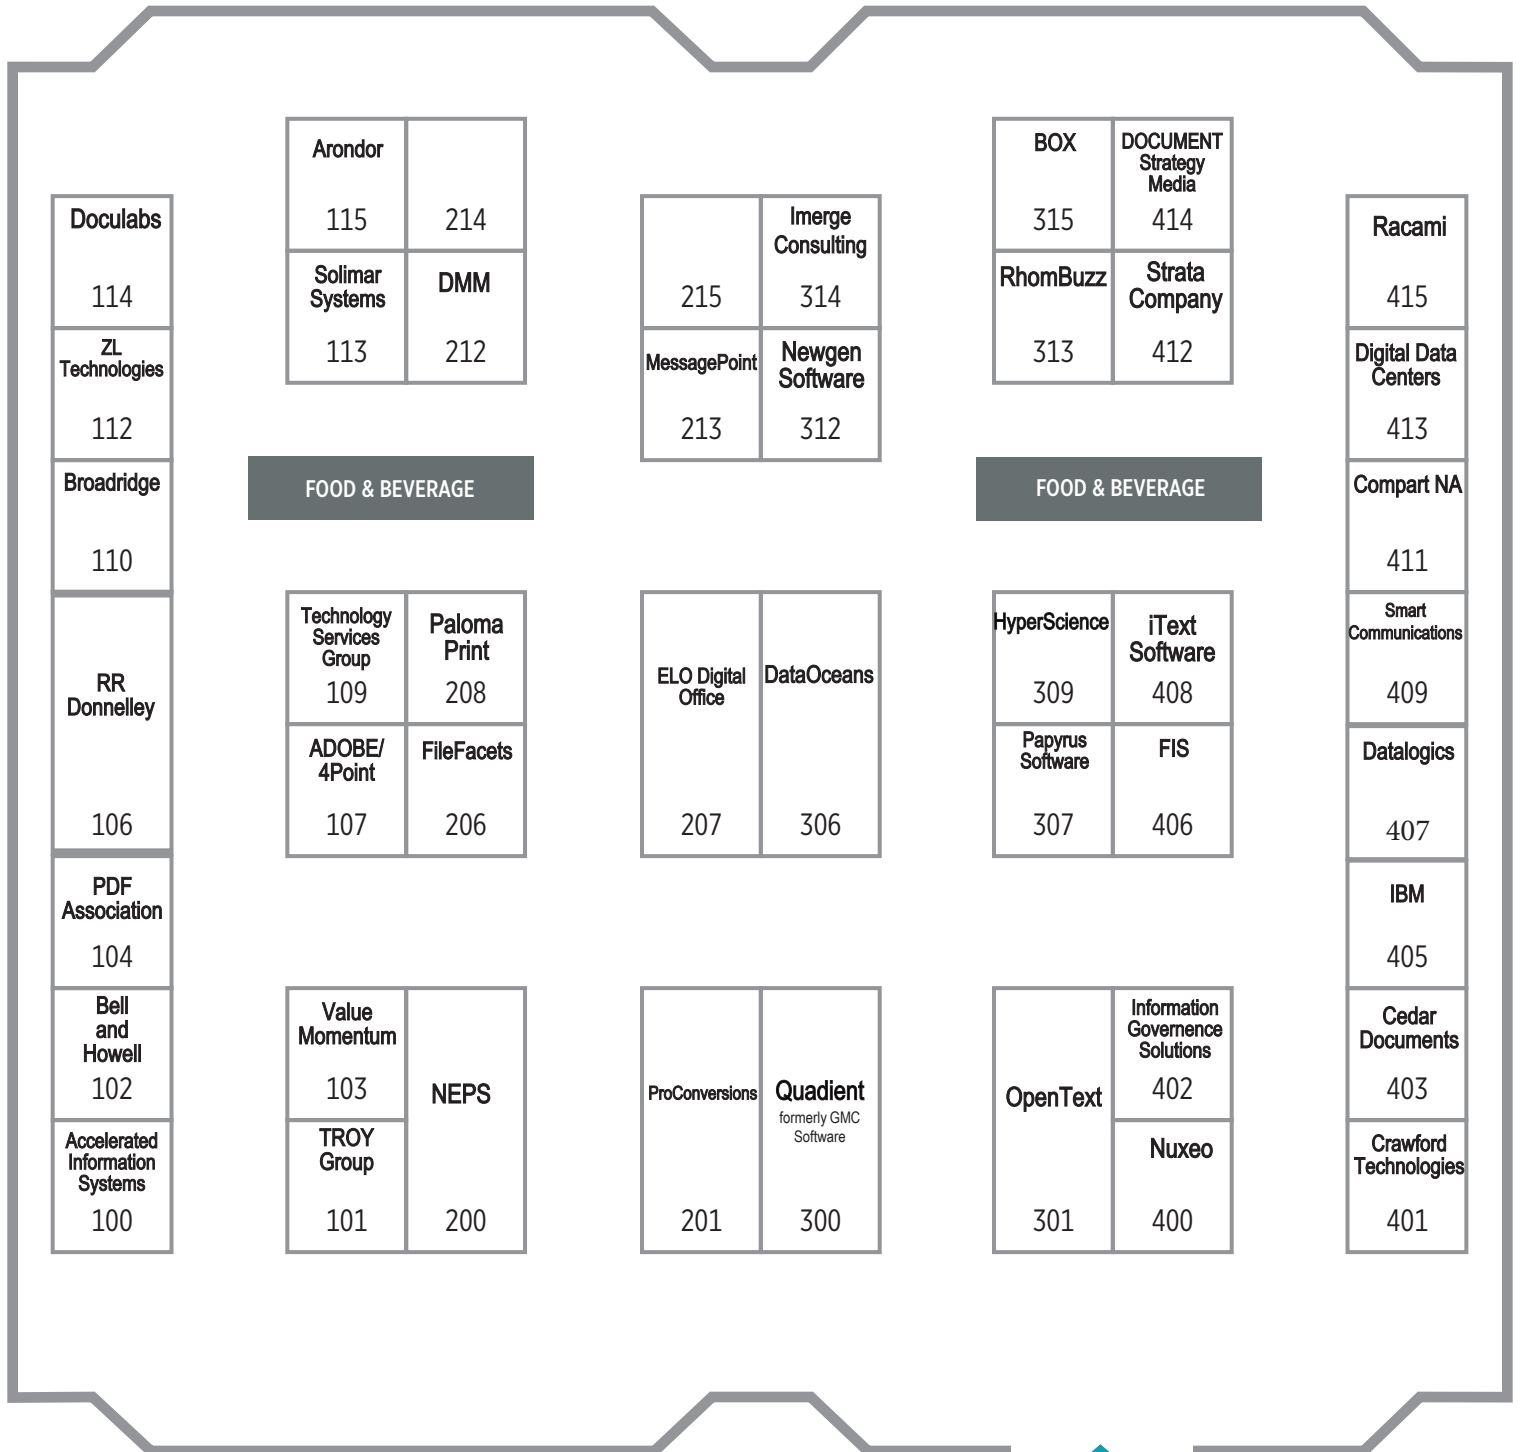 Doculabs
114
ZL
Technologies
112
Broadridge
110
RR
Donnelley
106
PDF
Association
104
Bell
and
Howell
102
Accelerated
Information
Systems
100
Arondor
115
214
Solimar
Systems
113
DMM
212
FOOD & BEVERAGE
Technology
Services
Group
109
Paloma
Print
208
ADOBE/
4Point
107
FileFacets
206
Value
Momentum
103
NEPS
200
TROY
Group
101
215
Imerge
Consulting
314
MessagePoint
213
Newgen
Software
312
ELO Digital
Office
207
DataOceans
306
ProConversions
201
Quadient
formerly GMC
Software
300
BOX
315
DOCUMENT
Strategy
Media
414
RhomBuzz
313
Strata
Company
412
FOOD & BEVERAGE
HyperScience
309
iText
Software
408
Papyrus
Software
307
FIS
406
OpenText
301
Information
Governence
Solutions
402
Nuxeo
400
Racami
415
Digital Data
Centers
413
Compart NA
411
Smart
Communications
409
Datalogics
407
IBM
405
Cedar
Documents
403
Crawford
Technologies
401